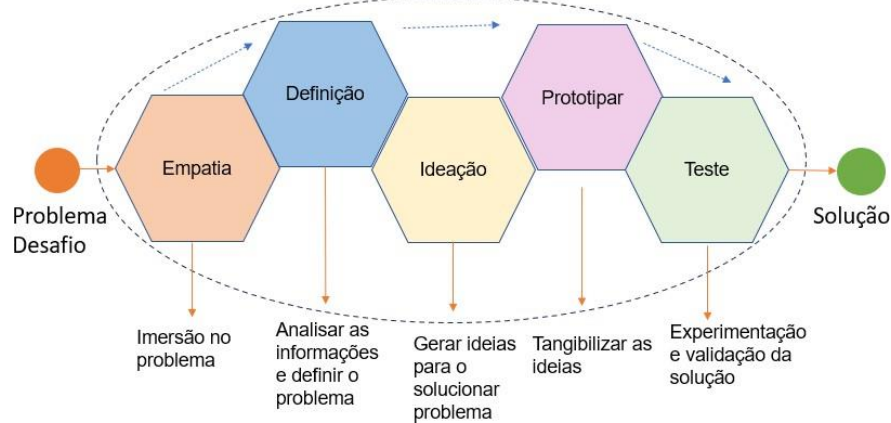 Empatia
Definição
Ideação
Prototipar
Teste
Problema
Desafio
Solução
Imersão no
problema
Analisar as
informações
e definir o
problema
Gerar ideias
para o
solucionar
problema
Tangibilizar as
ideias
Experimentação
e validação da
solução